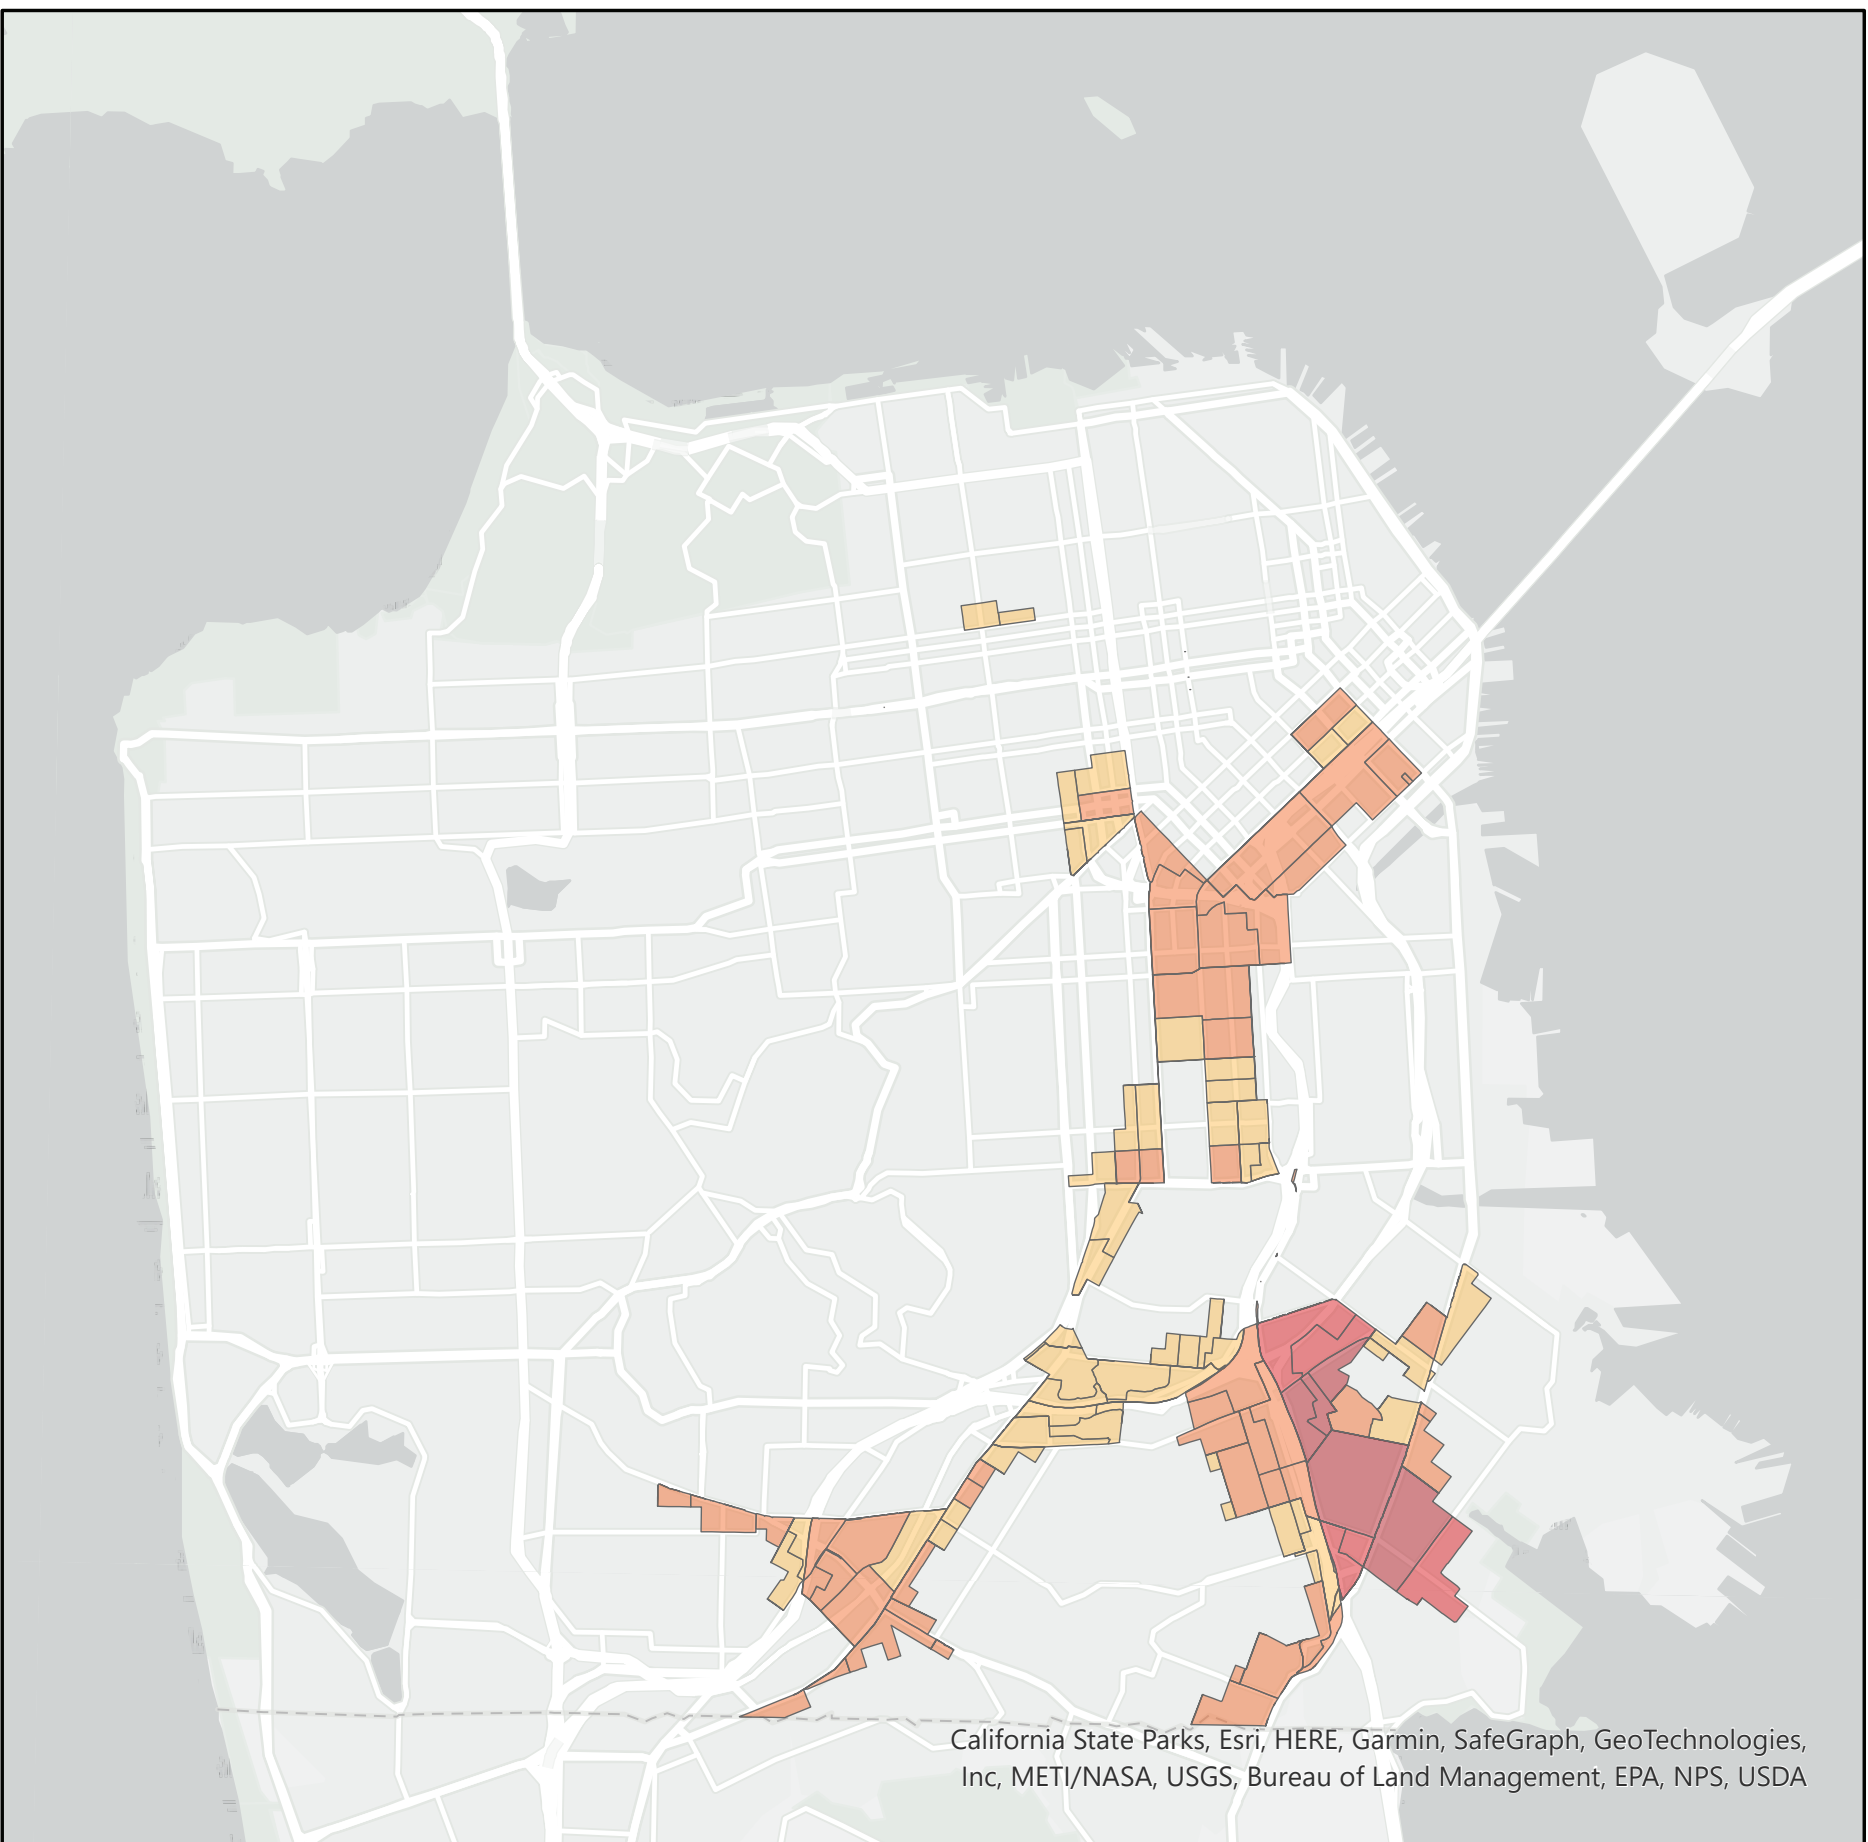 California State Parks, Esri, HERE, Garmin, SafeGraph, GeoTechnologies,
Inc, METI/NASA, USGS, Bureau of Land Management, EPA, NPS, USDA